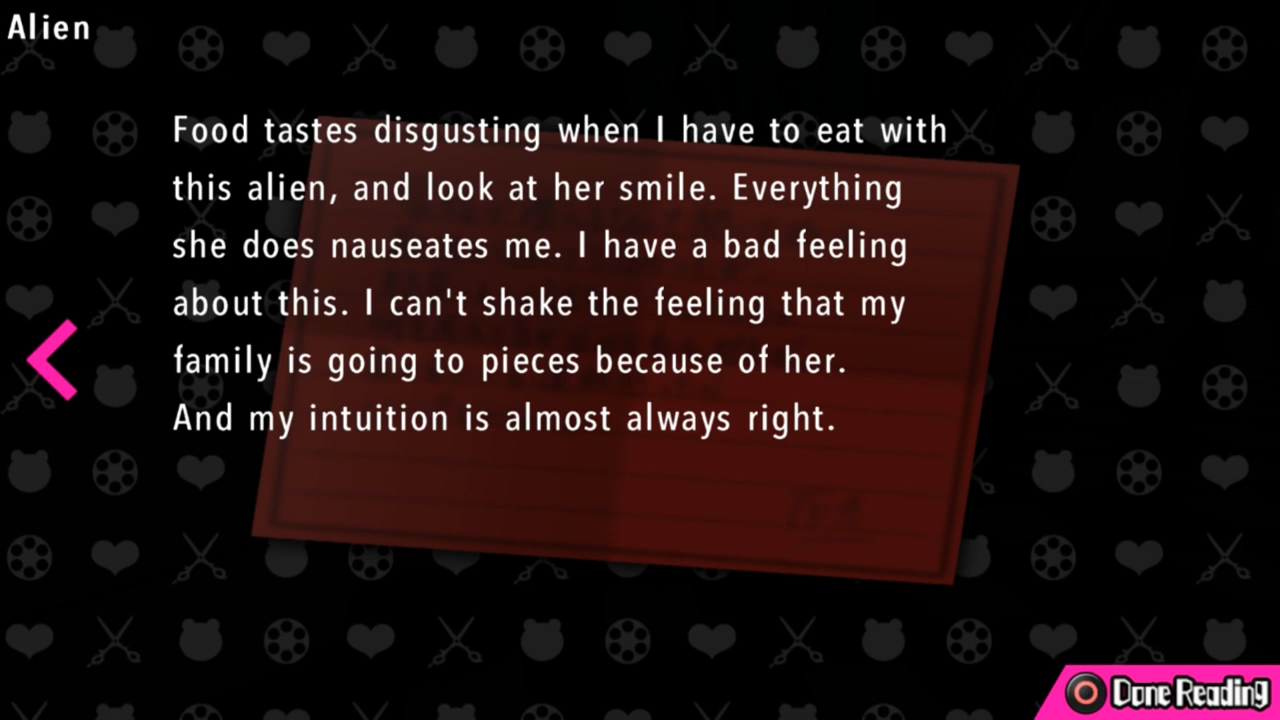 Alien
Food tastes disgusting when I have to eat with
this alien, and look at her smile. Everything
she does nauseates me. I have a bad feeling
about this. I can't shake the feeling that my
family is going to pieces because of her.
And my intuition is almost always right.
Done Reading